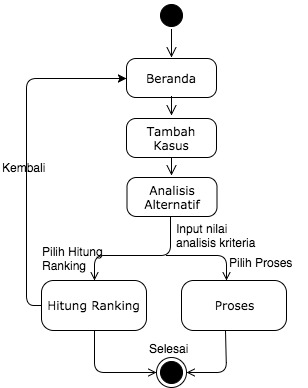 Beranda
Tambah
Kasus
Analisis
Alternatif
Kembali
Input nilai
analisis kriteria
Pilih Hitung
Ranking
Pilih Proses
Hitung Ranking
Proses
Selesai